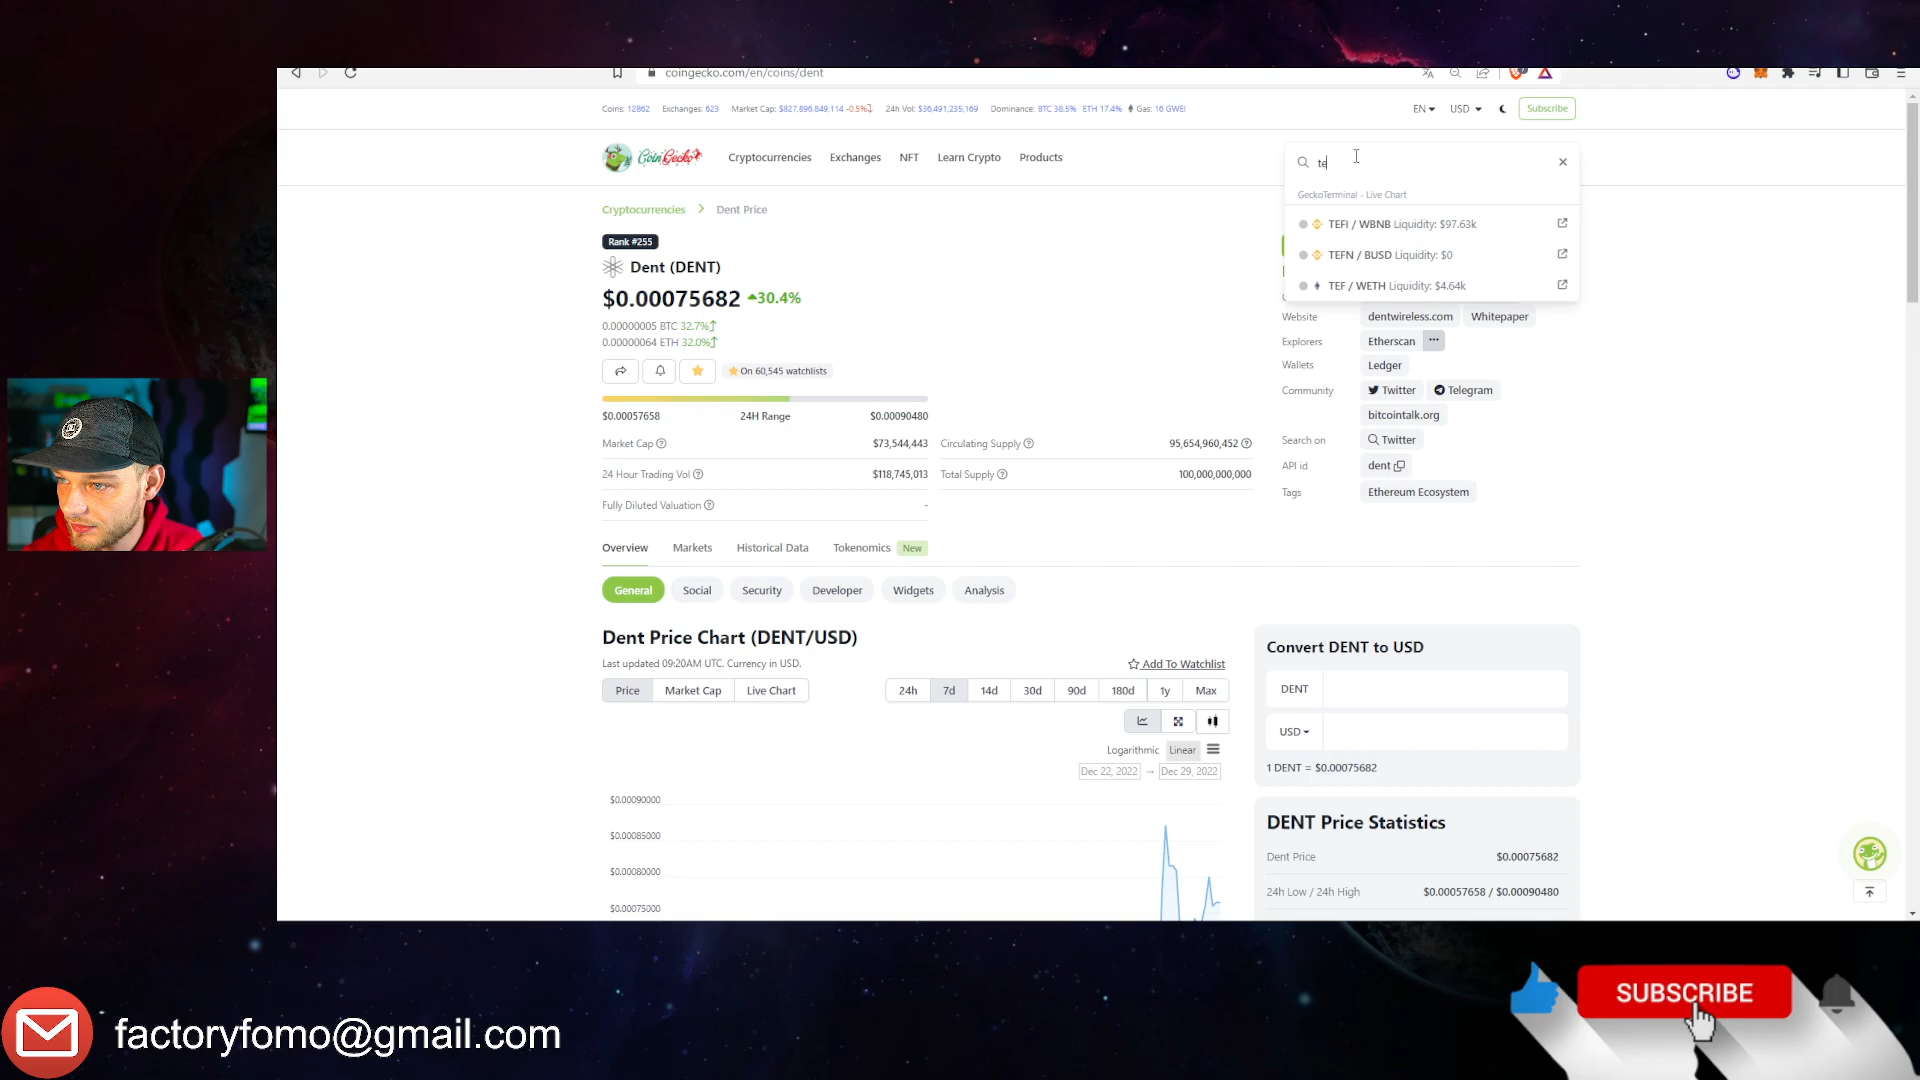 coingecko.com/en/coins/dent
Coins: 12862 Exchanges: 623 Market Cap: $827,896,849,114 -0.5% 24h Vol: $36,491,235,169 Dominance: BTC 38.5% ETH 17.4% Gas: 16 GWEI
EN USD Subscribe
CoinGecko Cryptocurrencies Exchanges NFT Learn Crypto Products
te
GeckoTerminal - Live Chart
TEFI / WBNB Liquidity: $97.63k
TEFN / BUSD Liquidity: $0
TEF / WETH Liquidity: $4.64k
Cryptocurrencies Dent Price
Rank #255
Dent (DENT)
$0.00075682 30.4%
0.00000005 BTC 32.7%
0.00000064 ETH 32.0%
On 60,545 watchlists
$0.00057658 24H Range $0.00090480
Market Cap $73,544,443
24 Hour Trading Vol $118,745,013
Fully Diluted Valuation -
Circulating Supply 95,654,960,452
Total Supply 100,000,000,000
Website dentwireless.com Whitepaper
Explorers Etherscan ...
Wallets Ledger
Community Twitter Telegram
bitcointalk.org
Search on Twitter
API id dent
Tags Ethereum Ecosystem
Overview Markets Historical Data Tokenomics New
General Social Security Developer Widgets Analysis
Dent Price Chart (DENT/USD)
Last updated 09:20AM UTC. Currency in USD.
Add To Watchlist
Price Market Cap Live Chart
24h 7d 14d 30d 90d 180d 1y Max
Logarithmic Linear
Dec 22, 2022 → Dec 29, 2022
$0.00090000
$0.00085000
$0.00080000
$0.00075000
Convert DENT to USD
DENT
USD
1 DENT = $0.00075682
DENT Price Statistics
Dent Price $0.00075682
24h Low / 24h High $0.00057658 / $0.00090480
factoryfomo@gmail.com
SUBSCRIBE